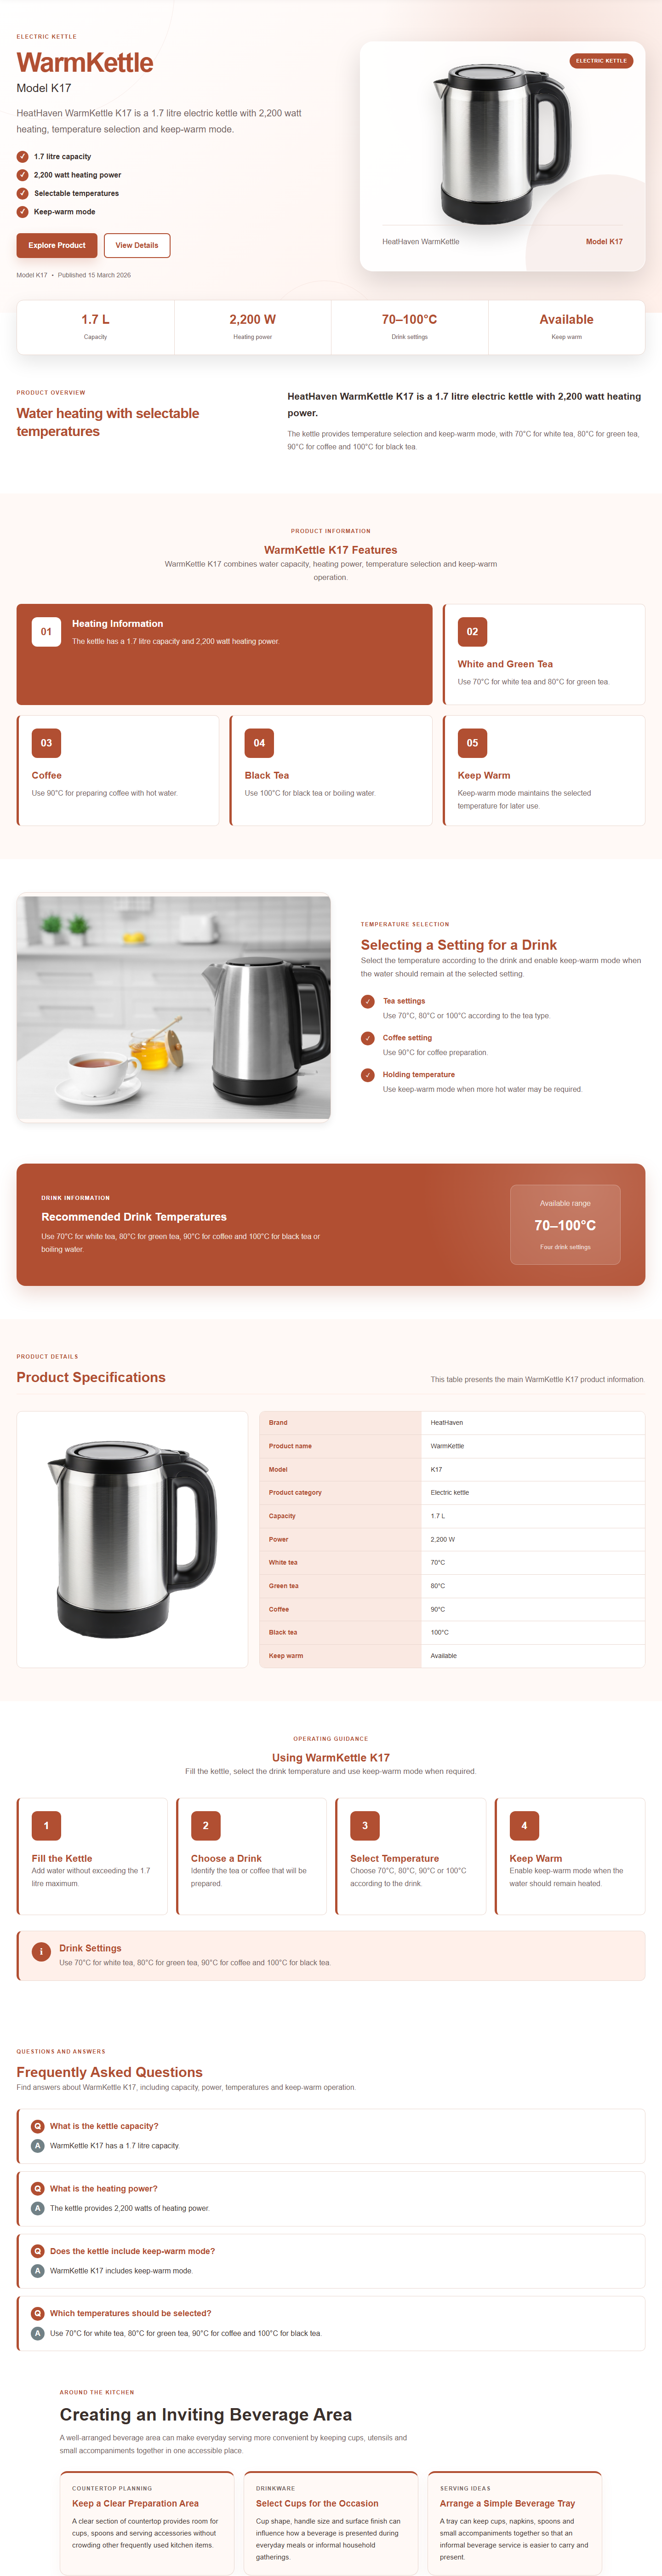 ELECTRIC KETTLE
WarmKettle
Model K17
HeatHaven WarmKettle K17 is a 1.7 litre electric kettle with 2,200 watt
heating, temperature selection and keep-warm mode.
✓ 1.7 litre capacity
✓ 2,200 watt heating power
✓ Selectable temperatures
✓ Keep-warm mode
Explore Product
View Details
Model K17 • Published 15 March 2026
ELECTRIC KETTLE
HeatHaven WarmKettle
Model K17
1.7 L
Capacity
2,200 W
Heating power
70–100°C
Drink settings
Available
Keep warm
PRODUCT OVERVIEW
Water heating with selectable
temperatures
HeatHaven WarmKettle K17 is a 1.7 litre electric kettle with 2,200 watt heating
power.
The kettle provides temperature selection and keep-warm mode, with 70°C for white tea, 80°C for green tea,
90°C for coffee and 100°C for black tea.
PRODUCT INFORMATION
WarmKettle K17 Features
WarmKettle K17 combines water capacity, heating power, temperature selection and keep-warm
operation.
01
Heating Information
The kettle has a 1.7 litre capacity and 2,200 watt heating power.
02
White and Green Tea
Use 70°C for white tea and 80°C for green tea.
03
Coffee
Use 90°C for preparing coffee with hot water.
04
Black Tea
Use 100°C for black tea or boiling water.
05
Keep Warm
Keep-warm mode maintains the selected
temperature for later use.
TEMPERATURE SELECTION
Selecting a Setting for a Drink
Select the temperature according to the drink and enable keep-warm mode when
the water should remain at the selected setting.
✓ Tea settings
Use 70°C, 80°C or 100°C according to the tea type.
✓ Coffee setting
Use 90°C for coffee preparation.
✓ Holding temperature
Use keep-warm mode when more hot water may be required.
DRINK INFORMATION
Recommended Drink Temperatures
Use 70°C for white tea, 80°C for green tea, 90°C for coffee and 100°C for black tea or
boiling water.
Available range
70–100°C
Four drink settings
PRODUCT DETAILS
Product Specifications
This table presents the main WarmKettle K17 product information.
Brand HeatHaven
Product name WarmKettle
Model K17
Product category Electric kettle
Capacity 1.7 L
Power 2,200 W
White tea 70°C
Green tea 80°C
Coffee 90°C
Black tea 100°C
Keep warm Available
OPERATING GUIDANCE
Using WarmKettle K17
Fill the kettle, select the drink temperature and use keep-warm mode when required.
1
Fill the Kettle
Add water without exceeding the 1.7
litre maximum.
2
Choose a Drink
Identify the tea or coffee that will be
prepared.
3
Select Temperature
Choose 70°C, 80°C, 90°C or 100°C
according to the drink.
4
Keep Warm
Enable keep-warm mode when the
water should remain heated.
i
Drink Settings
Use 70°C for white tea, 80°C for green tea, 90°C for coffee and 100°C for black tea.
QUESTIONS AND ANSWERS
Frequently Asked Questions
Find answers about WarmKettle K17, including capacity, power, temperatures and keep-warm operation.
Q What is the kettle capacity?
A WarmKettle K17 has a 1.7 litre capacity.
Q What is the heating power?
A The kettle provides 2,200 watts of heating power.
Q Does the kettle include keep-warm mode?
A WarmKettle K17 includes keep-warm mode.
Q Which temperatures should be selected?
A Use 70°C for white tea, 80°C for green tea, 90°C for coffee and 100°C for black tea.
AROUND THE KITCHEN
Creating an Inviting Beverage Area
A well-arranged beverage area can make everyday serving more convenient by keeping cups, utensils and
small accompaniments together in one accessible place.
COUNTERTOP PLANNING
Keep a Clear Preparation Area
A clear section of countertop provides room for
cups, spoons and serving accessories without
crowding other frequently used kitchen items.
DRINKWARE
Select Cups for the Occasion
Cup shape, handle size and surface finish can
influence how a beverage is presented during
everyday meals or informal household
gatherings.
SERVING IDEAS
Arrange a Simple Beverage Tray
A tray can keep cups, napkins, spoons and
small accompaniments together so that an
informal beverage service is easier to carry and
present.